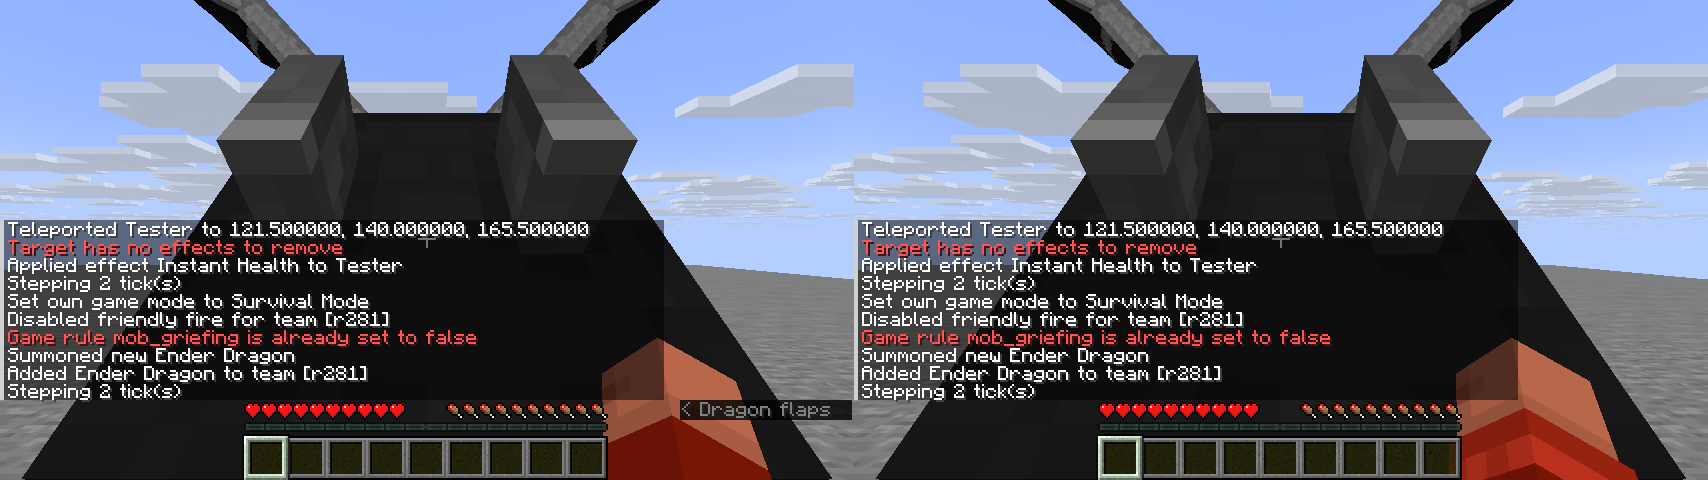 Teleported Tester to 121.500000, 140.000000, 165.500000
Target has no effects to remove
Applied effect Instant Health to Tester
Stepping 2 tick(s)
Set own game mode to Survival Mode
Disabled friendly fire for team [r281]
Game rule mob_griefing is already set to false
Summoned new Ender Dragon
Added Ender Dragon to team [r281]
Stepping 2 tick(s)
< Dragon flaps
Teleported Tester to 121.500000, 140.000000, 165.500000
Target has no effects to remove
Applied effect Instant Health to Tester
Stepping 2 tick(s)
Set own game mode to Survival Mode
Disabled friendly fire for team [r281]
Game rule mob_griefing is already set to false
Summoned new Ender Dragon
Added Ender Dragon to team [r281]
Stepping 2 tick(s)